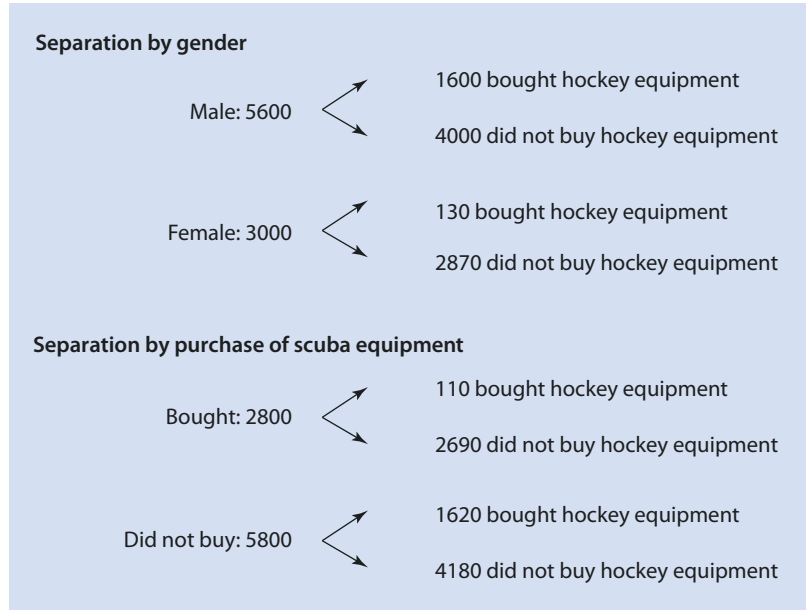 Separation by gender
1600 bought hockey equipment
Male: 5600
4000 did not buy hockey equipment
130 bought hockey equipment
Female: 3000
2870 did not buy hockey equipment
Separation by purchase of scuba equipment
110 bought hockey equipment
Bought: 2800
2690 did not buy hockey equipment
1620 bought hockey equipment
Did not buy: 5800
4180 did not buy hockey equipment